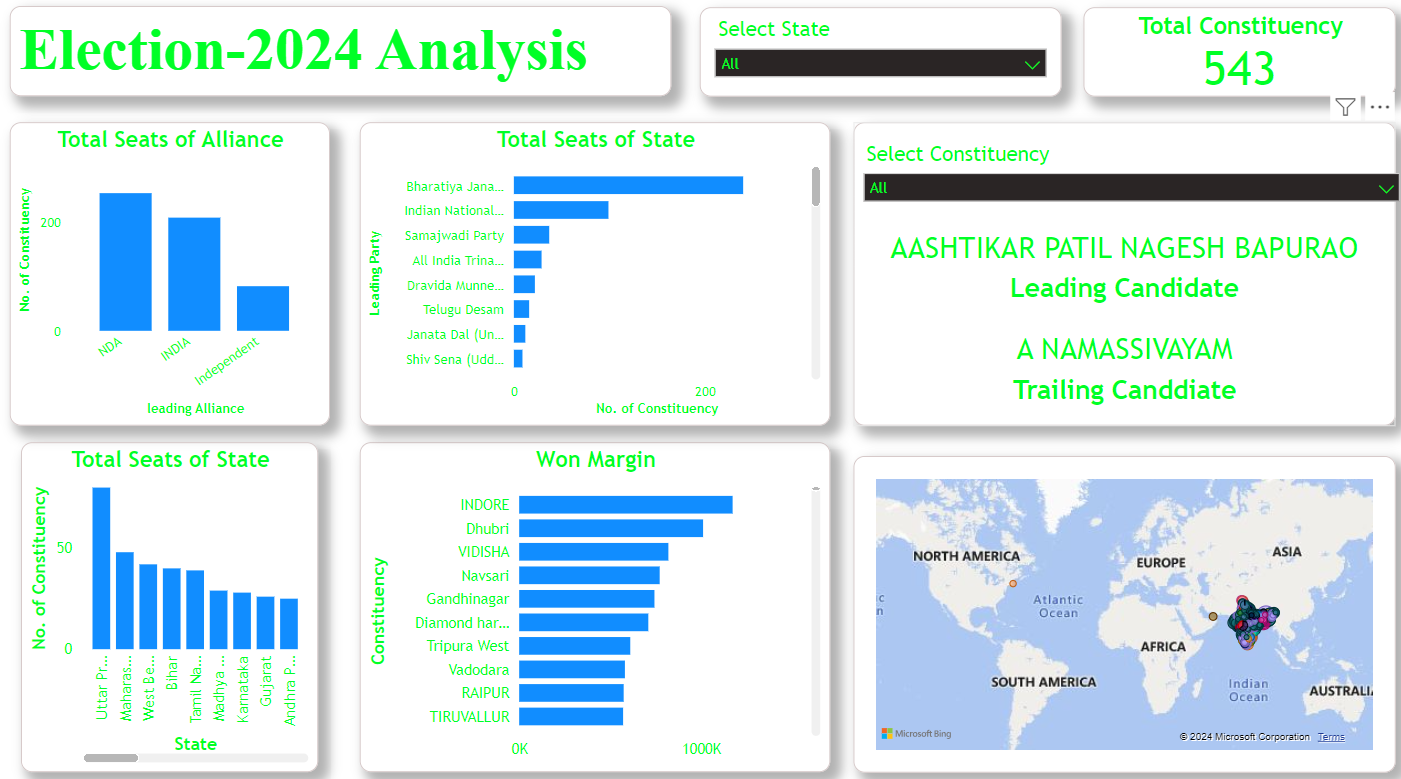 Election-2024 Analysis
Select State
All
Total Constituency
543
Total Seats of Alliance
No. of Constituency
200
0
NDA
INDIA
Independent
leading Alliance
Total Seats of State
Leading Party
Bharatiya Jana...
Indian National...
Samajwadi Party
All India Trina...
Dravida Munne...
Telugu Desam
Janata Dal (Un...
Shiv Sena (Udd...
0 200
No. of Constituency
Select Constituency
All
AASHTIKAR PATIL NAGESH BAPURAO
Leading Candidate
A NAMASSIVAYAM
Trailing Canddiate
Total Seats of State
No. of Constituency
50
0
Uttar Pr...
Maharas...
West Be...
Bihar
Tamil Na...
Madhya ...
Karnataka
Gujarat
Andhra P...
State
Won Margin
Constituency
INDORE
Dhubri
VIDISHA
Navsari
Gandhinagar
Diamond har...
Tripura West
Vadodara
RAIPUR
TIRUVALLUR
0K 1000K
NORTH AMERICA
EUROPE
ASIA
Atlantic
Ocean
AFRICA
SOUTH AMERICA
Indian
Ocean
AUSTRALIA
Microsoft Bing
© 2024 Microsoft Corporation Terms